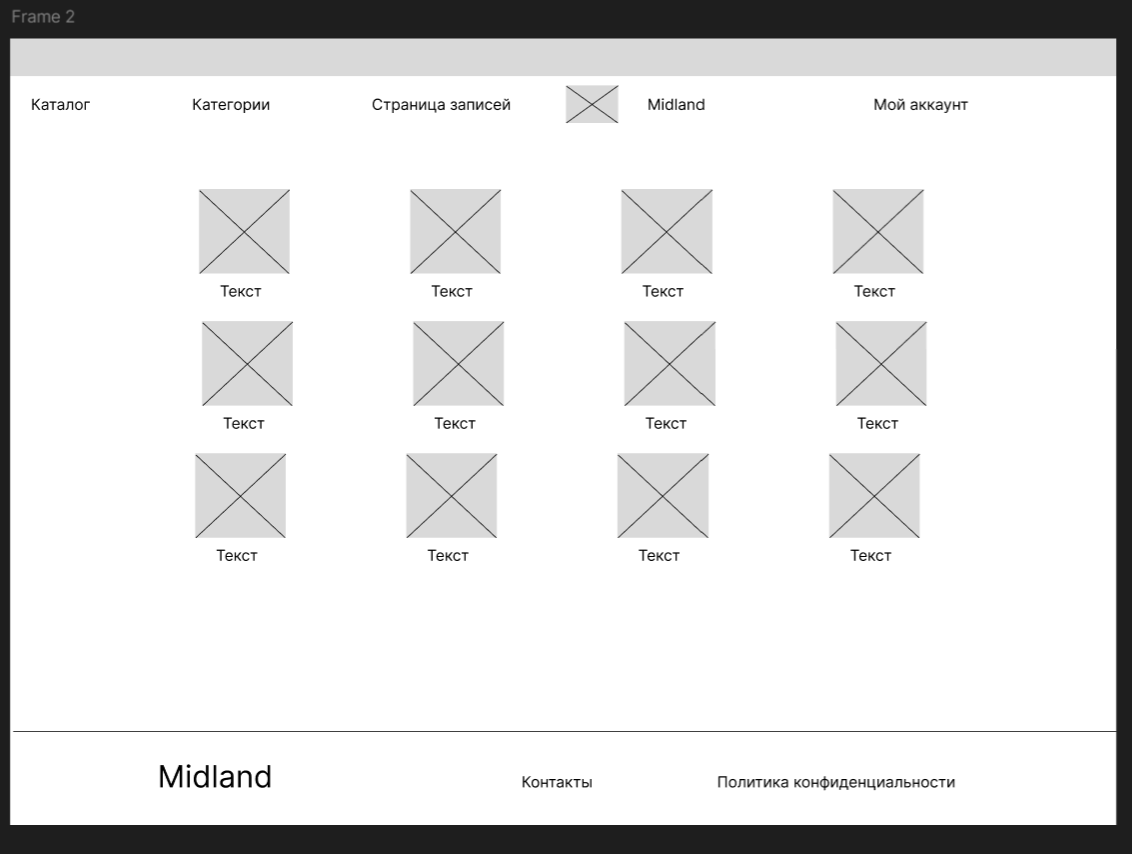 Frame 2
Каталог Категории Страница записей Midland Мой аккаунт
Текст Текст Текст Текст
Текст Текст Текст Текст
Текст Текст Текст Текст
Midland Контакты Политика конфиденциальности